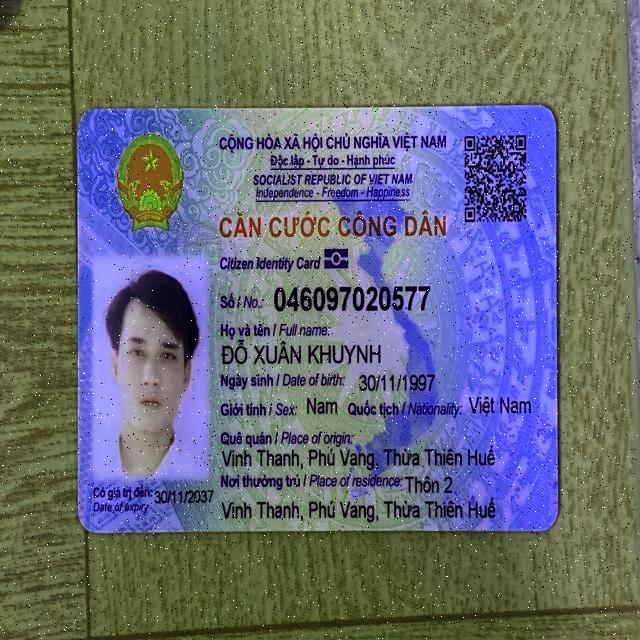 CỘNG HÒA XÃ HỘI CHỦ NGHĨA VIỆT NAM
Độc lập - Tự do - Hạnh phúc
SOCIALIST REPUBLIC OF VIET NAM
Independence - Freedom - Happiness
CĂN CƯỚC CÔNG DÂN
Citizen Identity Card
Số / No.: 046097020577
Họ và tên / Full name:
ĐỖ XUÂN KHUYNH
Ngày sinh / Date of birth: 30/11/1997
Giới tính / Sex: Nam Quốc tịch / Nationality: Việt Nam
Quê quán / Place of origin:
Vinh Thanh, Phú Vang, Thừa Thiên Huế
Nơi thường trú / Place of residence: Thôn 2
Vinh Thanh, Phú Vang, Thừa Thiên Huế
Có giá trị đến: 30/11/2037
Date of expiry